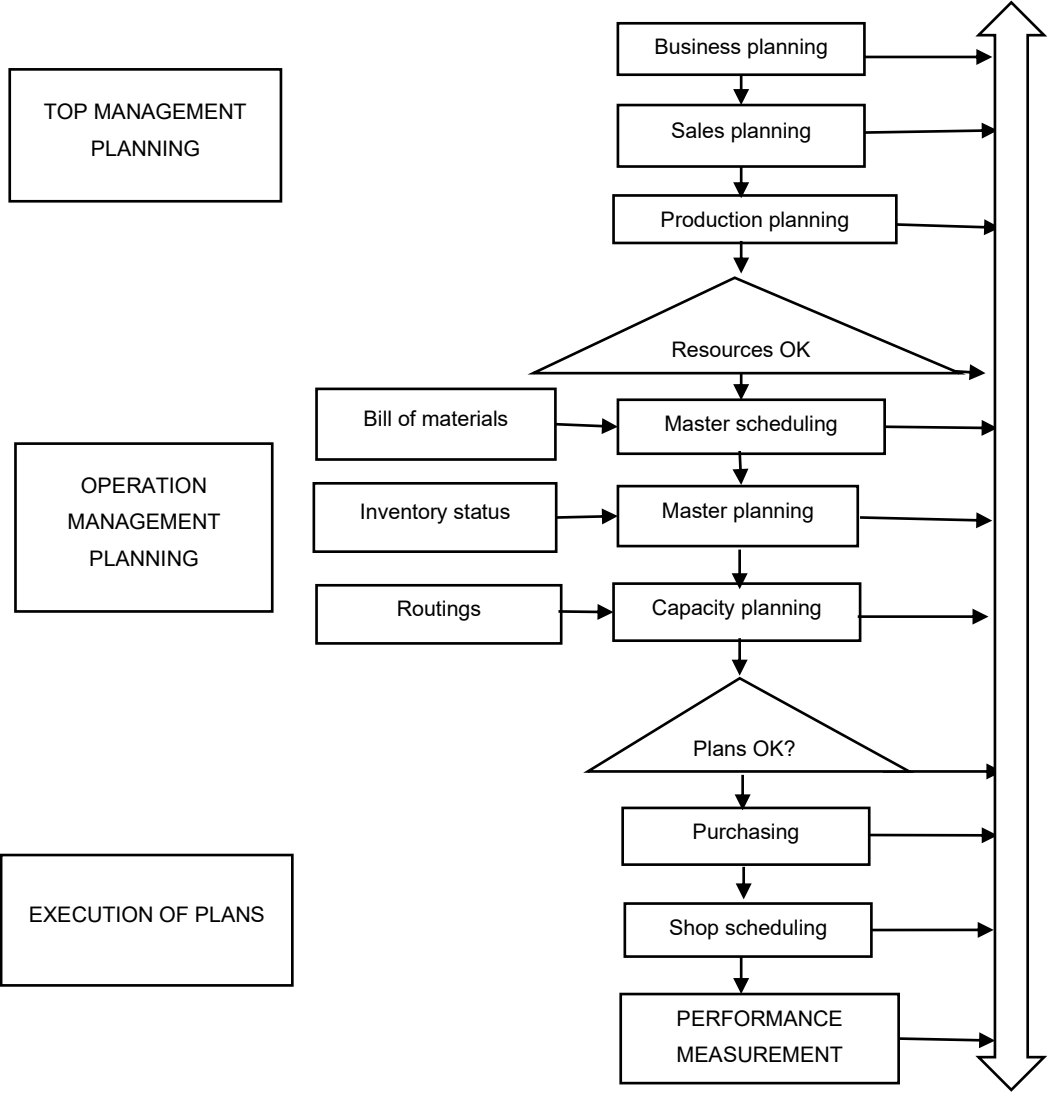 Business planning
TOP MANAGEMENT
PLANNING
Sales planning
Production planning
Resources OK
Bill of materials
Master scheduling
OPERATION
MANAGEMENT
PLANNING
Inventory status
Master planning
Routings
Capacity planning
Plans OK?
Purchasing
EXECUTION OF PLANS
Shop scheduling
PERFORMANCE
MEASUREMENT